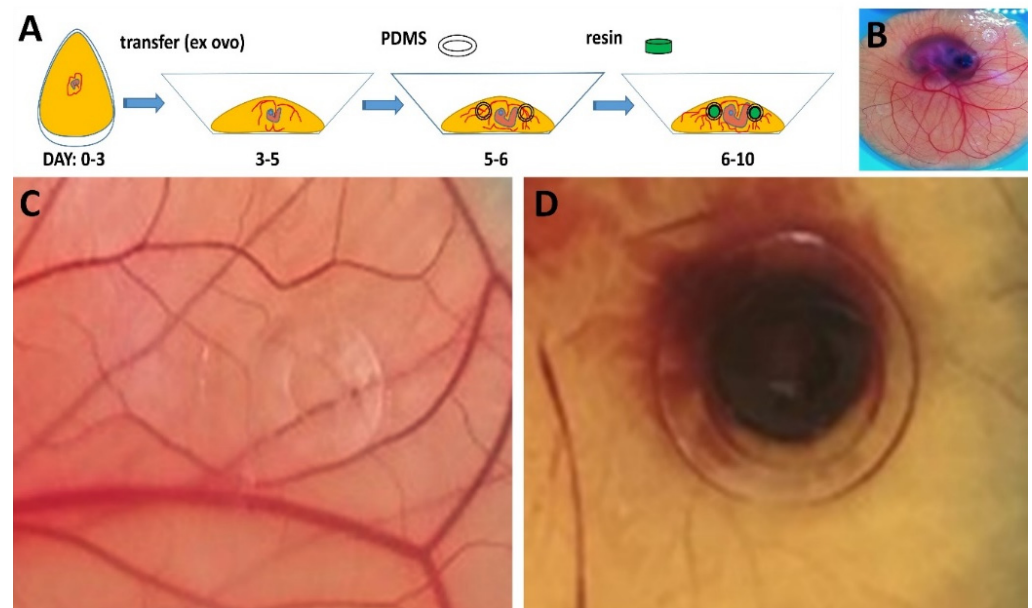 A
transfer (ex ovo)
PDMS
resin
B
DAY: 0-3
3-5
5-6
6-10
C
D